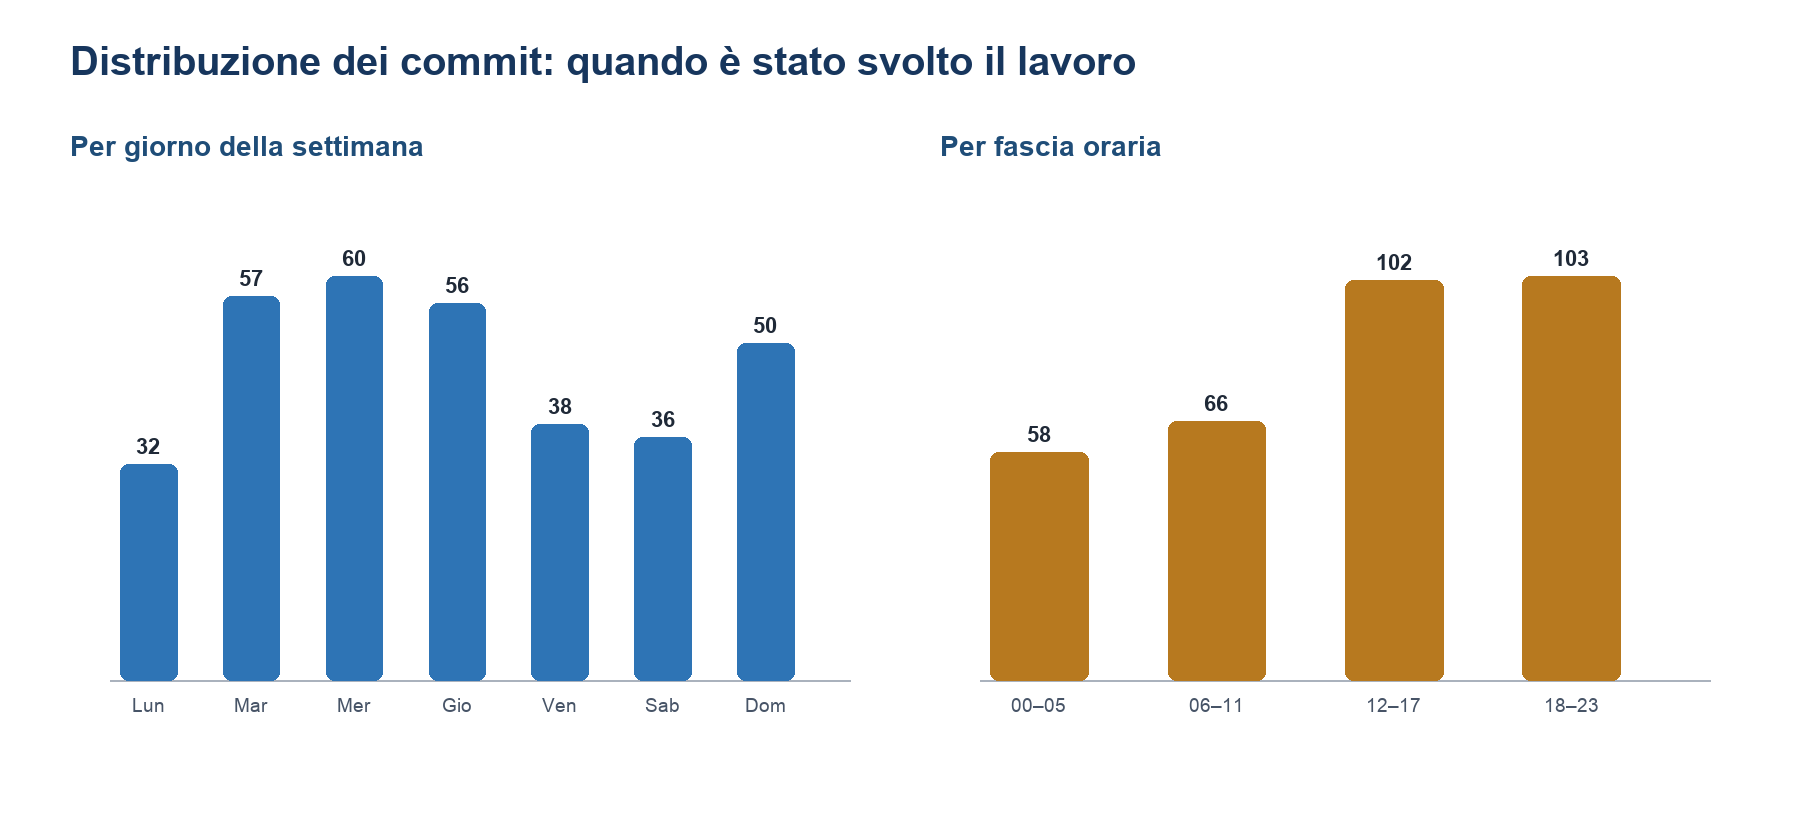 Distribuzione dei commit: quando è stato svolto il lavoro
Per giorno della settimana
60
57
56
50
38
36
32
Lun Mar Mer Gio Ven Sab Dom
Per fascia oraria
102 103
66
58
00–05 06–11 12–17 18–23